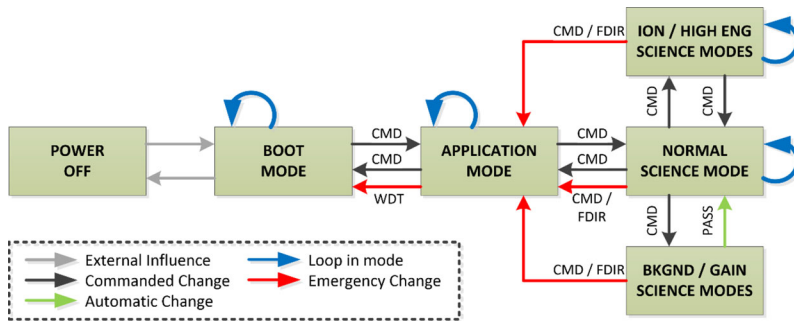 CMD / FDIR
ION / HIGH ENG
SCIENCE MODES
CMD
CMD
POWER
OFF
BOOT
MODE
CMD
CMD
WDT
APPLICATION
MODE
CMD
CMD
CMD /
FDIR
NORMAL
SCIENCE MODE
CMD
PASS
CMD / FDIR
BKGND / GAIN
SCIENCE MODES
External Influence
Loop in mode
Commanded Change
Emergency Change
Automatic Change